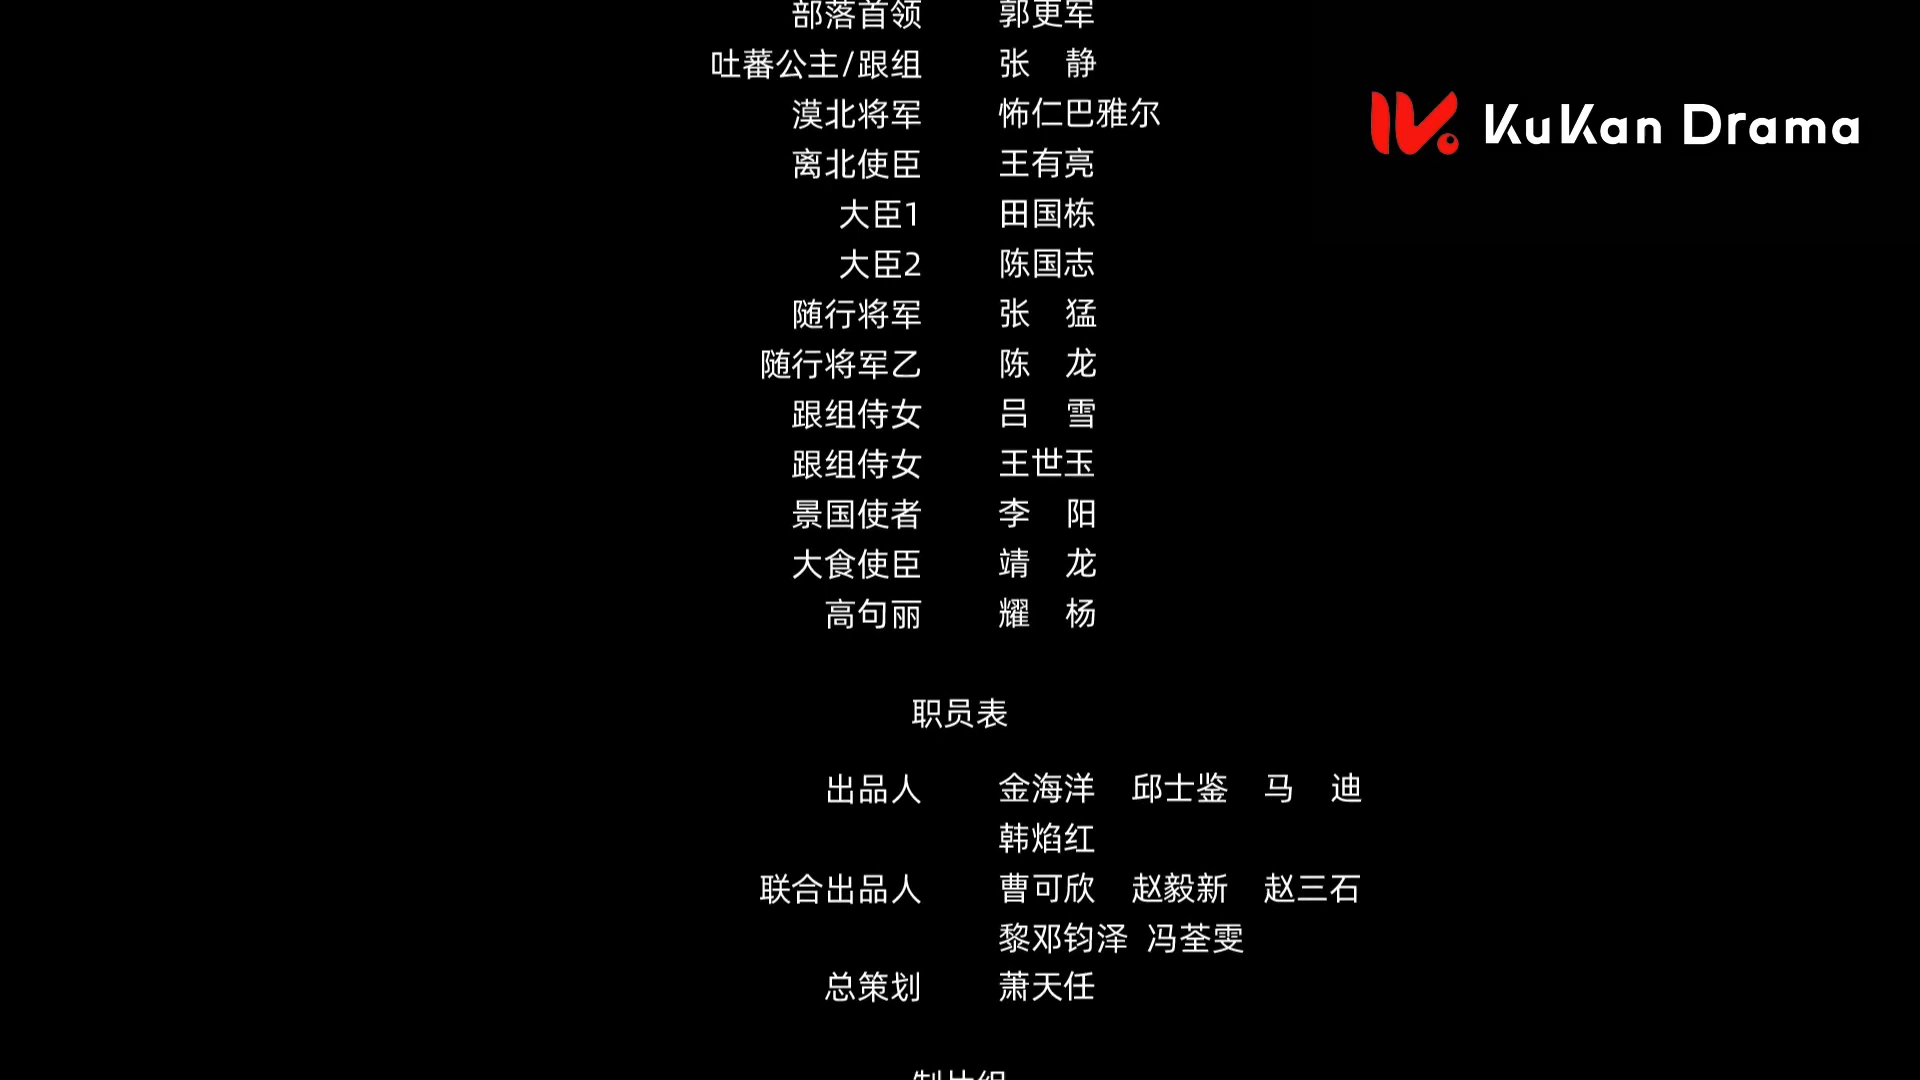 部落首领 郭更军
吐蕃公主/跟组 张 静
漠北将军 怖仁巴雅尔
离北使臣 王有亮
大臣1 田国栋
大臣2 陈国志
随行将军 张 猛
随行将军乙 陈 龙
跟组侍女 吕 雪
跟组侍女 王世玉
景国使者 李 阳
大食使臣 靖 龙
高句丽 耀 杨
KuKan Drama
职员表
出品人 金海洋 邱士鉴 马 迪
韩焰红
联合出品人 曹可欣 赵毅新 赵三石
黎邓钧泽 冯荃雯
总策划 萧天任
制片组